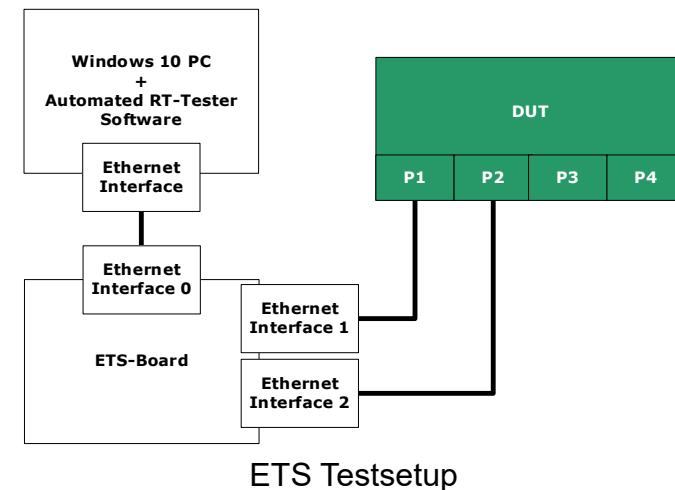 Windows 10 PC
+
Automated RT-Tester
Software
Ethernet
Interface
DUT
P1 P2 P3 P4
Ethernet
Interface 0
Ethernet
Interface 1
ETS-Board
Ethernet
Interface 2
ETS Testsetup